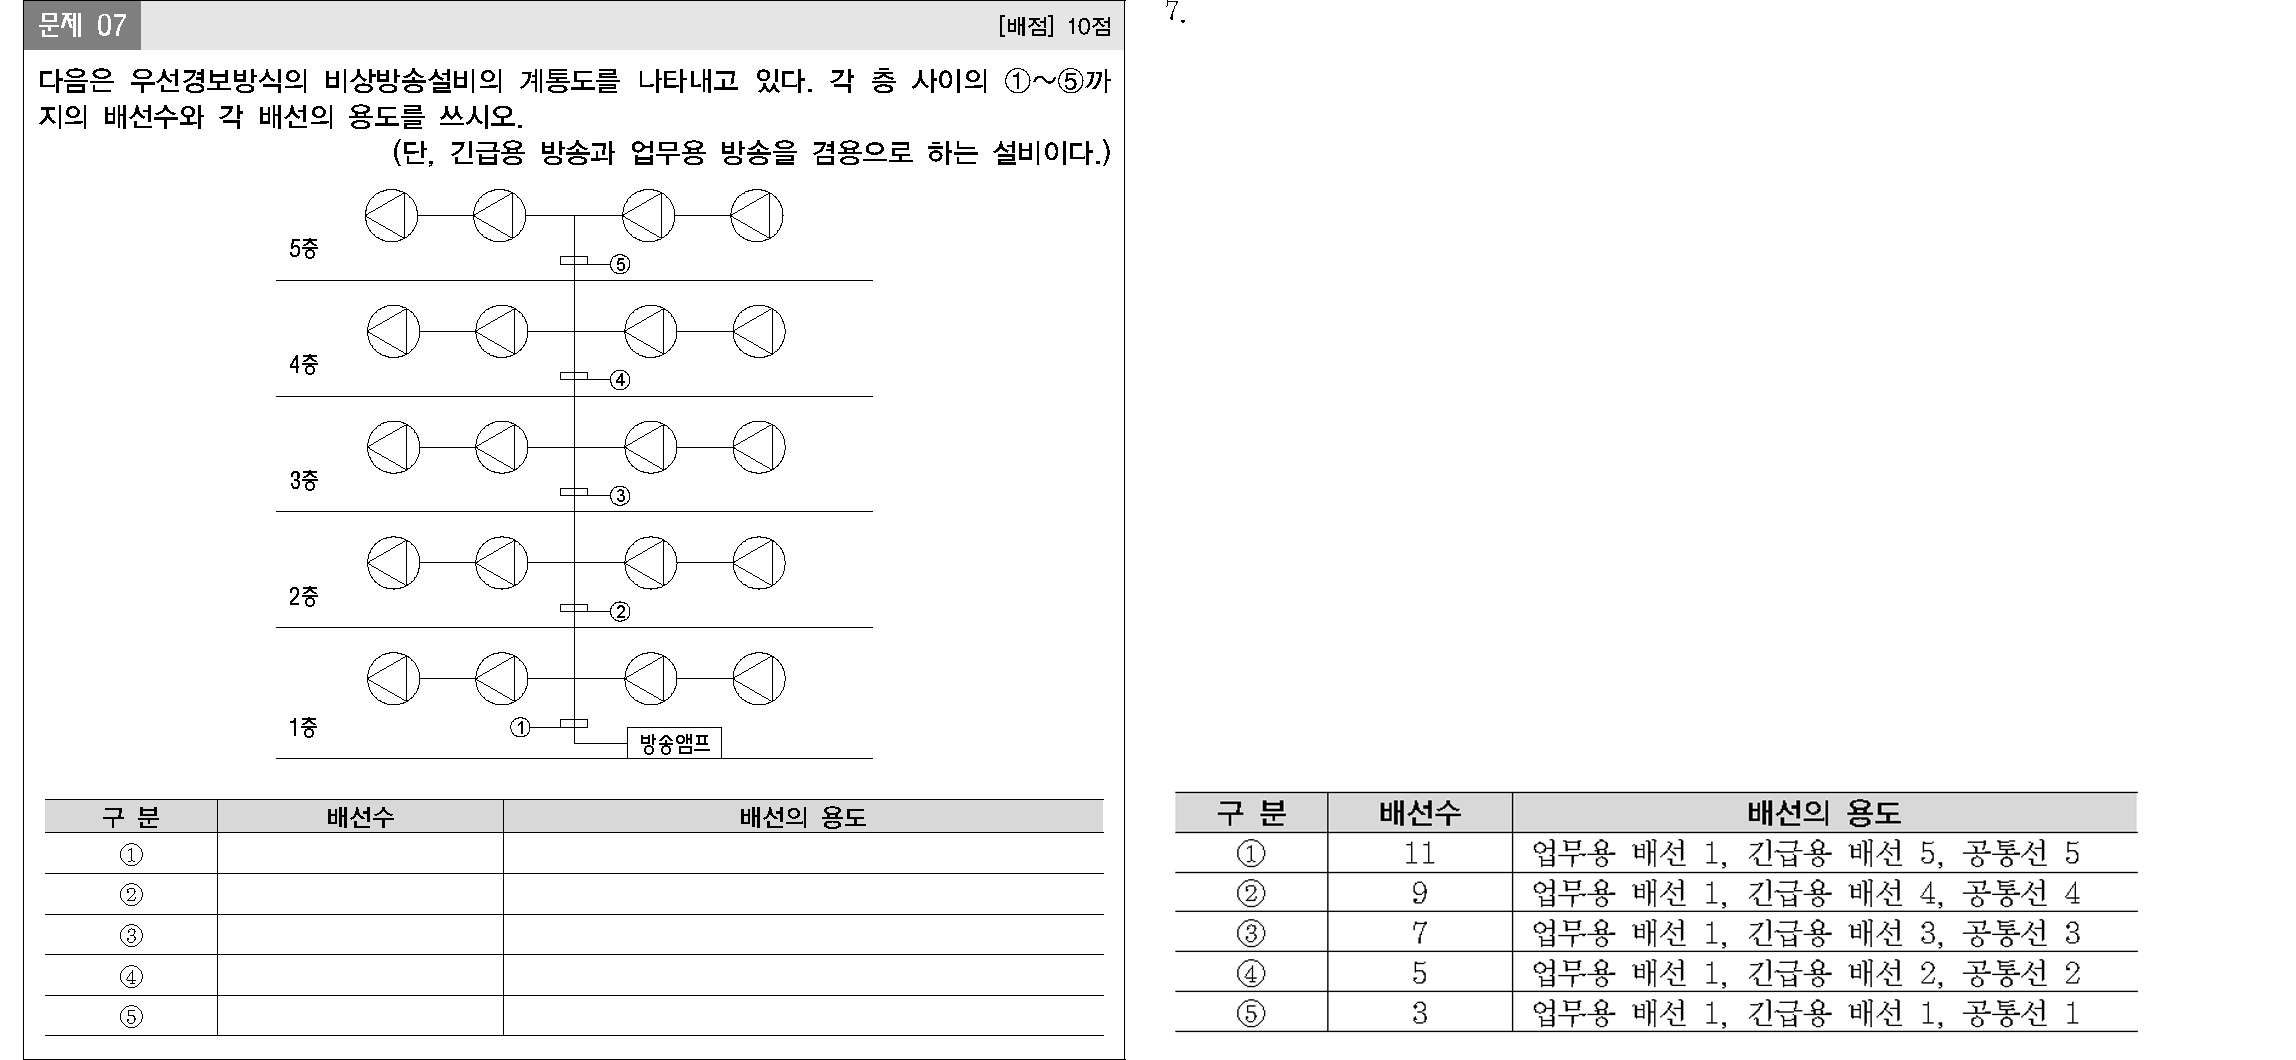 문제 07
[배점] 10점
다음은 우선경보방식의 비상방송설비의 계통도를 나타내고 있다. 각 층 사이의 ①~⑤까
지의 배선수와 각 배선의 용도를 쓰시오.
(단, 긴급용 방송과 업무용 방송을 겸용으로 하는 설비이다.)
5층
⑤
4층
④
3층
③
2층
②
1층
①
방송앰프
구 분 배선수 배선의 용도
①
②
③
④
⑤
7.
구 분 배선수 배선의 용도
① 11 업무용 배선 1, 긴급용 배선 5, 공통선 5
② 9 업무용 배선 1, 긴급용 배선 4, 공통선 4
③ 7 업무용 배선 1, 긴급용 배선 3, 공통선 3
④ 5 업무용 배선 1, 긴급용 배선 2, 공통선 2
⑤ 3 업무용 배선 1, 긴급용 배선 1, 공통선 1